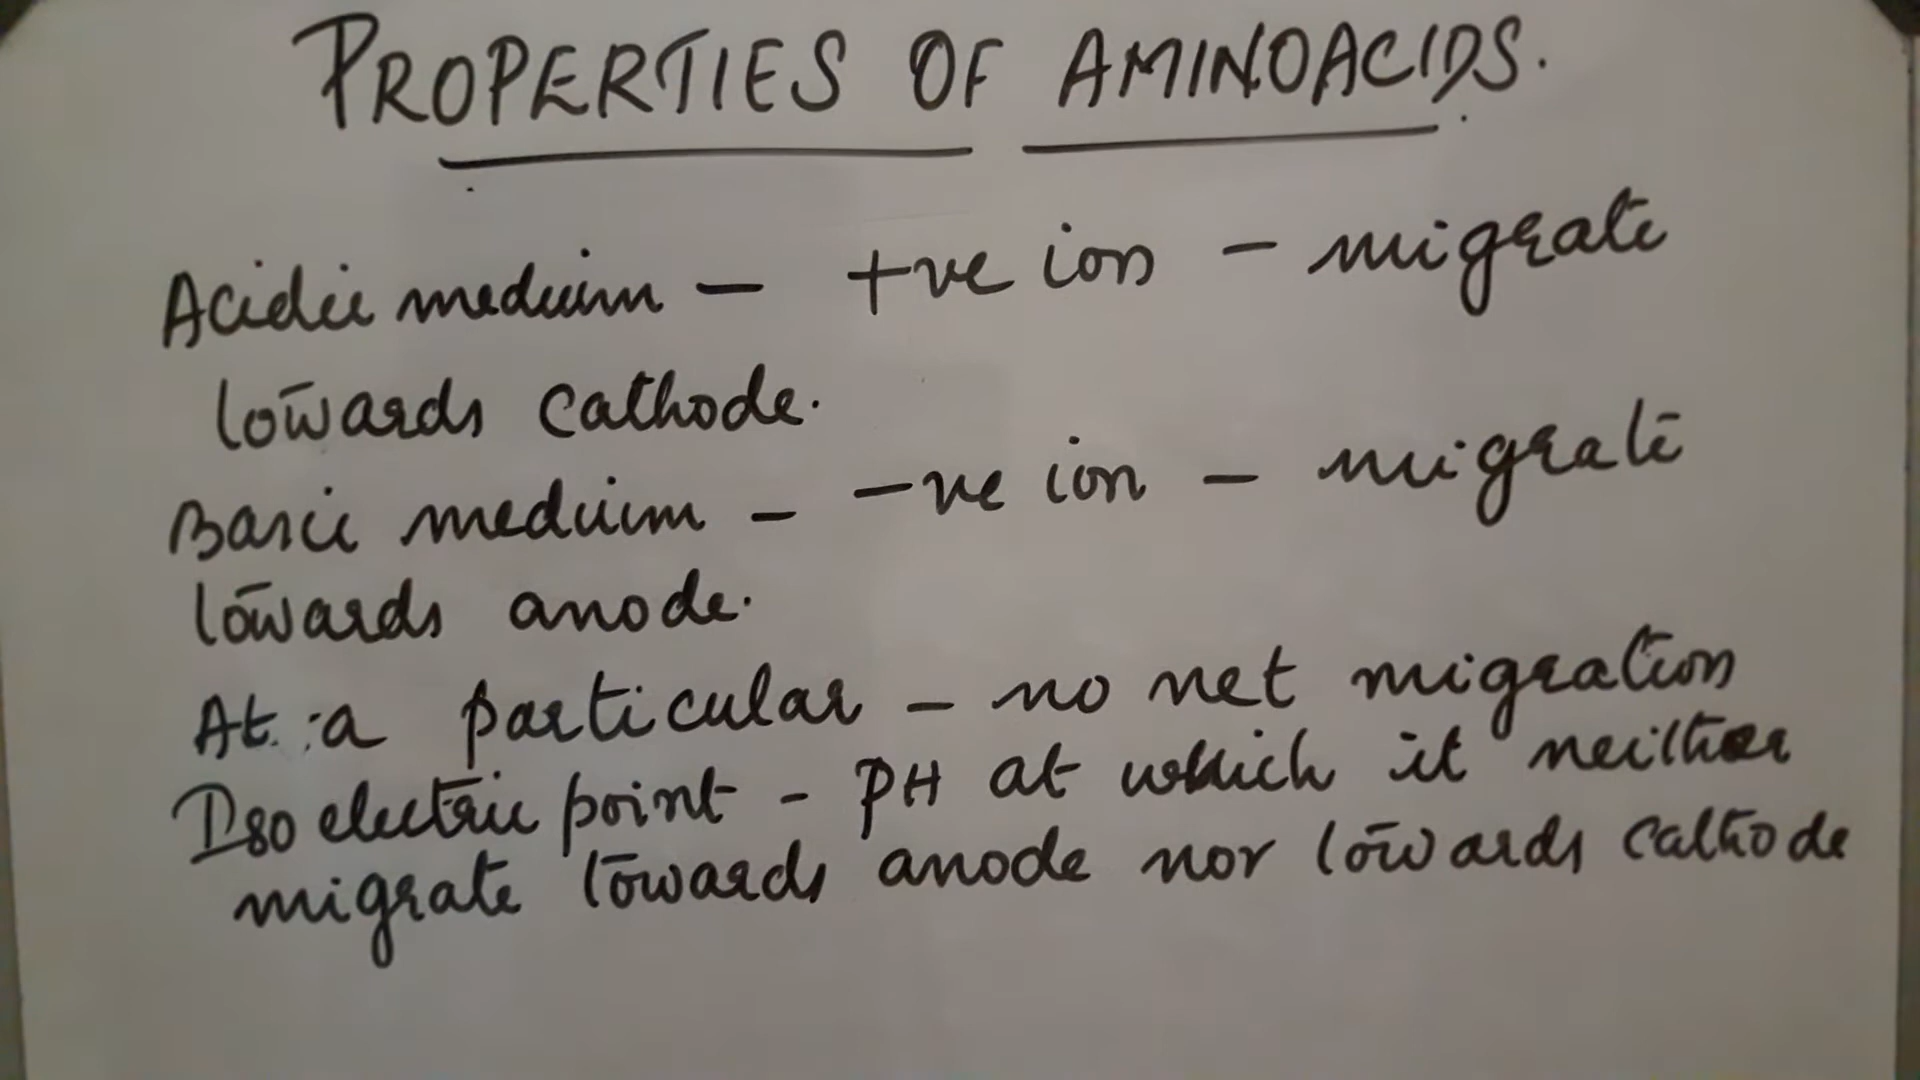 PROPERTIES OF AMINOACIDS.
Acidic medium – +ve ion – migrate
towards cathode.
Basic medium – -ve ion – migrate
towards anode.
At a particular – no net migration
Iso electric point – PH at which it neither
migrate towards anode nor towards cathode